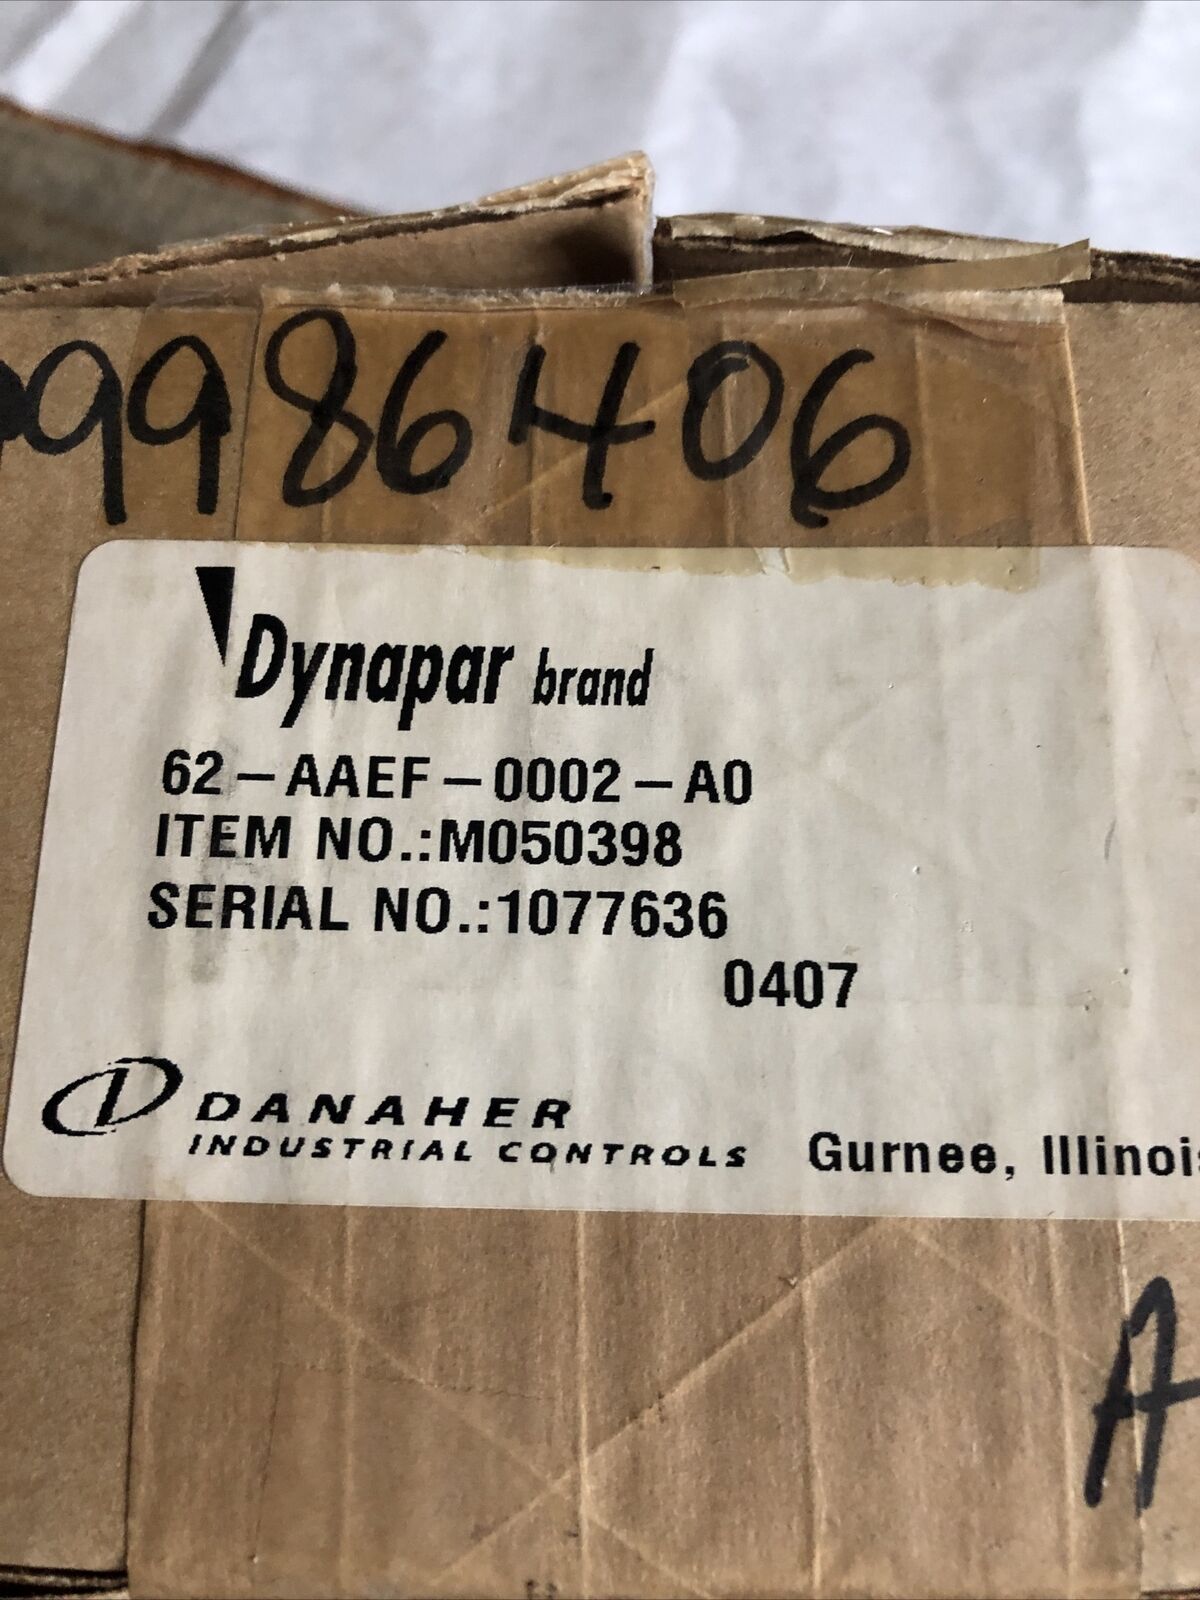 9986406
Dynapar brand
62-AAEF-0002-A0
ITEM NO.:M050398
SERIAL NO.:1077636
0407
DANAHER
INDUSTRIAL CONTROLS Gurnee, Illinois
A